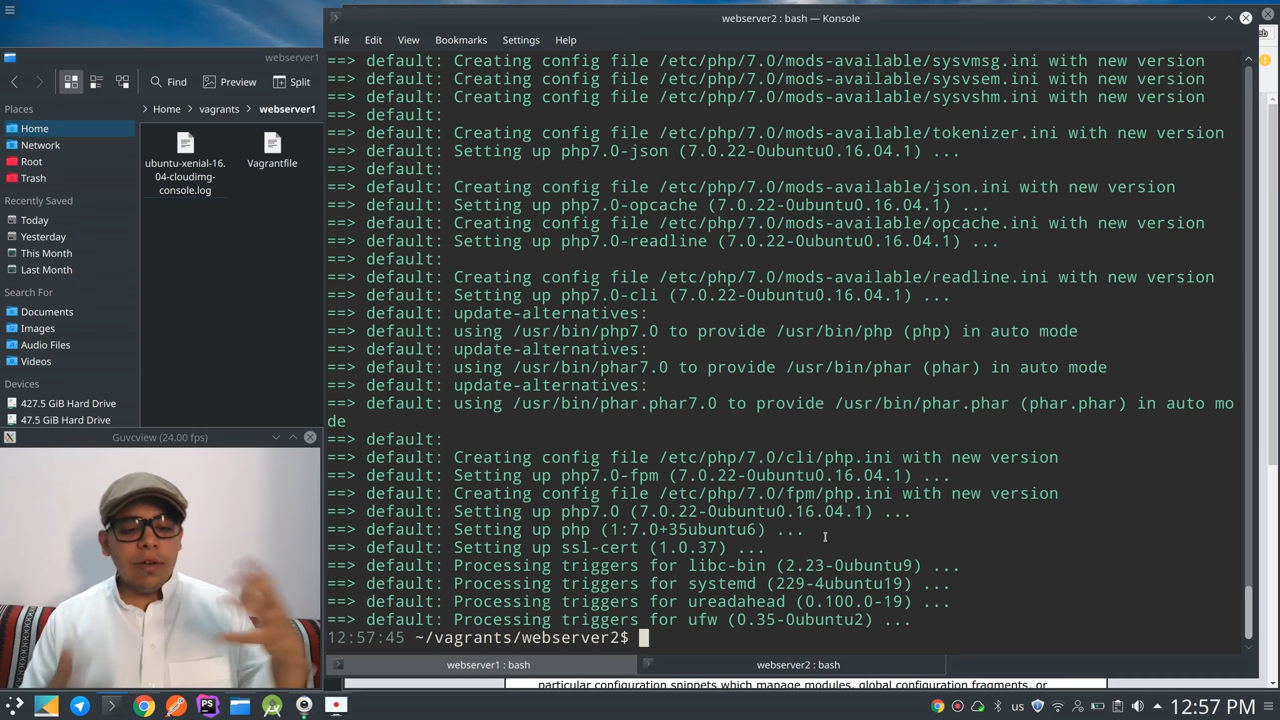 webserver2 : bash — Konsole
File Edit View Bookmarks Settings Help
webserver1
Find Preview Split
Places
Home vagrants webserver1
Home
Network
Root
Trash
Recently Saved
Today
Yesterday
This Month
Last Month
Search For
Documents
Images
Audio Files
Videos
Devices
427.5 GiB Hard Drive
47.5 GiB Hard Drive
ubuntu-xenial-16.
04-cloudimg-
console.log
Vagrantfile
==> default: Creating config file /etc/php/7.0/mods-available/sysvmsg.ini with new version
==> default: Creating config file /etc/php/7.0/mods-available/sysvsem.ini with new version
==> default: Creating config file /etc/php/7.0/mods-available/sysvshm.ini with new version
==> default:
==> default: Creating config file /etc/php/7.0/mods-available/tokenizer.ini with new version
==> default: Setting up php7.0-json (7.0.22-0ubuntu0.16.04.1) ...
==> default:
==> default: Creating config file /etc/php/7.0/mods-available/json.ini with new version
==> default: Setting up php7.0-opcache (7.0.22-0ubuntu0.16.04.1) ...
==> default: Creating config file /etc/php/7.0/mods-available/opcache.ini with new version
==> default: Setting up php7.0-readline (7.0.22-0ubuntu0.16.04.1) ...
==> default:
==> default: Creating config file /etc/php/7.0/mods-available/readline.ini with new version
==> default: Setting up php7.0-cli (7.0.22-0ubuntu0.16.04.1) ...
==> default: update-alternatives:
==> default: using /usr/bin/php7.0 to provide /usr/bin/php (php) in auto mode
==> default: update-alternatives:
==> default: using /usr/bin/phar7.0 to provide /usr/bin/phar (phar) in auto mode
==> default: update-alternatives:
==> default: using /usr/bin/phar.phar7.0 to provide /usr/bin/phar.phar (phar.phar) in auto mo
de
==> default:
==> default: Creating config file /etc/php/7.0/cli/php.ini with new version
==> default: Setting up php7.0-fpm (7.0.22-0ubuntu0.16.04.1) ...
==> default: Creating config file /etc/php/7.0/fpm/php.ini with new version
==> default: Setting up php7.0 (7.0.22-0ubuntu0.16.04.1) ...
==> default: Setting up php (1:7.0+35ubuntu6) ...
==> default: Setting up ssl-cert (1.0.37) ...
==> default: Processing triggers for libc-bin (2.23-0ubuntu9) ...
==> default: Processing triggers for systemd (229-4ubuntu19) ...
==> default: Processing triggers for ureadahead (0.100.0-19) ...
==> default: Processing triggers for ufw (0.35-0ubuntu2) ...
12:57:45 ~/vagrants/webserver2$
Guvcview (24.00 fps)
webserver1 : bash webserver2 : bash
particular configuration snippets which manage modules, global configuration fragments, or
PS us 12:57 PM